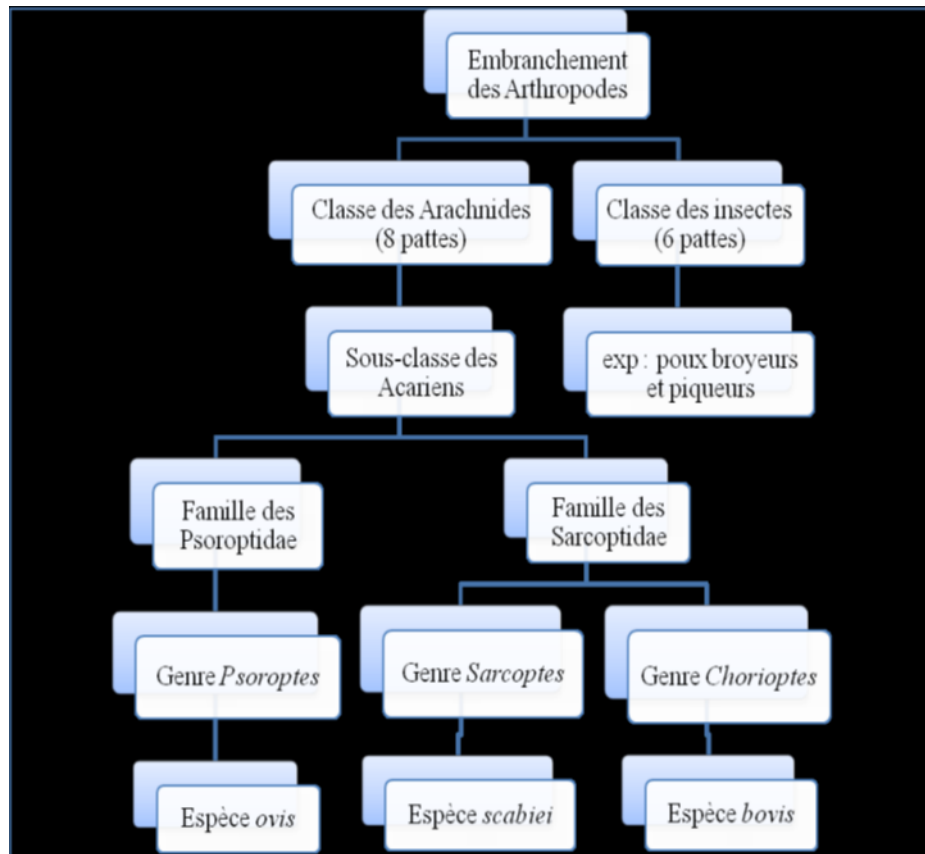 Embranchement
des Arthropodes
Classe des Arachnides
(8 pattes)
Classe des insectes
(6 pattes)
Sous-classe des
Acariens
exp : poux broyeurs
et piqueurs
Famille des
Psoroptidae
Famille des
Sarcoptidae
Genre Psoroptes
Genre Sarcoptes
Genre Chorioptes
Espèce ovis
Espèce scabiei
Espèce bovis